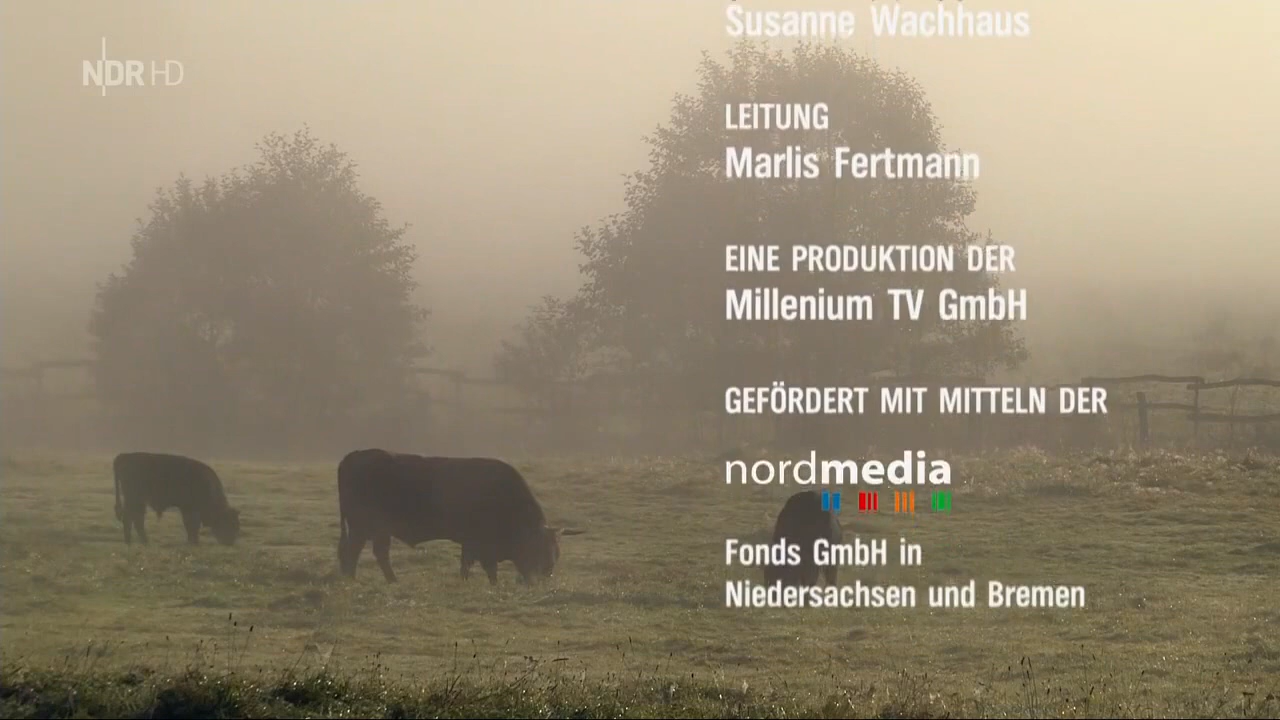 Susanne Wachhaus
NDR HD
LEITUNG
Marlis Fertmann
EINE PRODUKTION DER
Millenium TV GmbH
GEFÖRDERT MIT MITTELN DER
nordmedia
Fonds GmbH in
Niedersachsen und Bremen